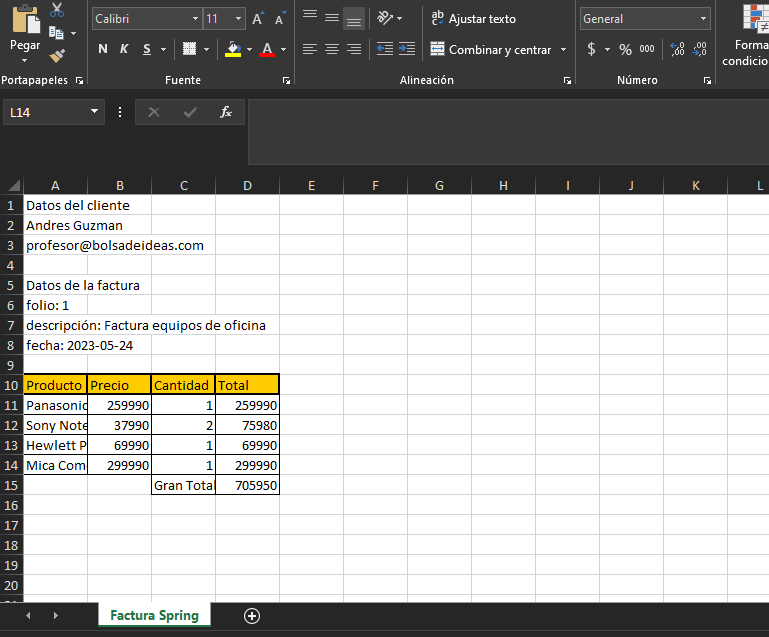 Calibri 11 A A ab Ajustar texto General
Pegar N K S A Combinar y centrar $ % 000 ,00 ,00 Forma
condicio
Portapapeles Fuente Alineación Número
L14 fx
A B C D E F G H I J K L
1 Datos del cliente
2 Andres Guzman
3 profesor@bolsadeideas.com
4
5 Datos de la factura
6 folio: 1
7 descripción: Factura equipos de oficina
8 fecha: 2023-05-24
9
10 Producto Precio Cantidad Total
11 Panasonic 259990 1 259990
12 Sony Note 37990 2 75980
13 Hewlett P 69990 1 69990
14 Mica Com 299990 1 299990
15 Gran Total 705950
16
17
18
19
20
Factura Spring